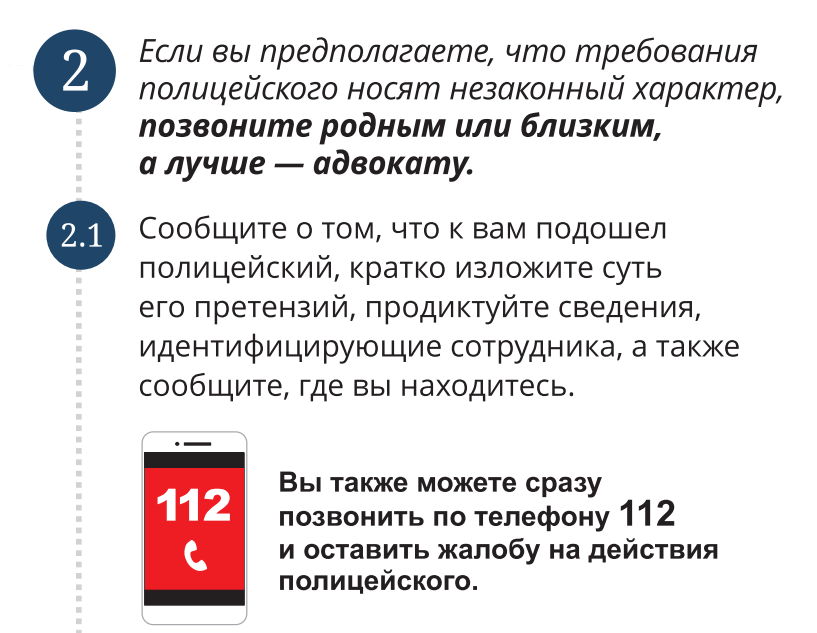 2
Если вы предполагаете, что требования
полицейского носят незаконный характер,
позвоните родным или близким,
а лучше — адвокату.
2.1
Сообщите о том, что к вам подошел
полицейский, кратко изложите суть
его претензий, продиктуйте сведения,
идентифицирующие сотрудника, а также
сообщите, где вы находитесь.
112
Вы также можете сразу
позвонить по телефону 112
и оставить жалобу на действия
полицейского.